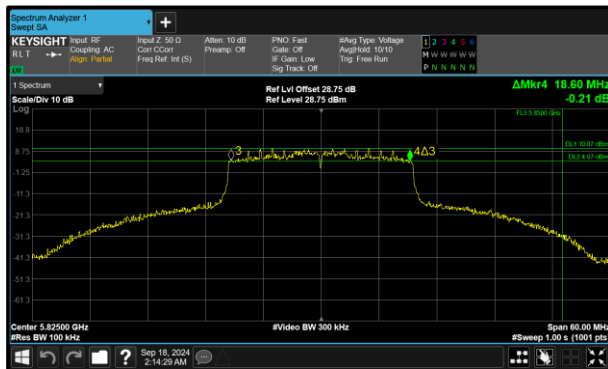 Spectrum Analyzer 1
Swept SA
+
KEYSIGHT Input: RF Input Z: 50 Ω Atten: 10 dB PNO: Fast #Avg Type: Voltage 1 2 3 4 5 6
RLT Coupling: AC Corr CCorr Preamp: Off Gate: Off Avg|Hold: 10/10 M W W W W W
Align: Partial Freq Ref: Int (S) IF Gain: Low Trig: Free Run P N N N N N
Sig Track: Off
1 Spectrum Ref Lvl Offset 28.75 dB ΔMkr4 18.60 MHz
Scale/Div 10 dB Ref Level 28.75 dBm -0.21 dB
Log FL3 5.8500 GHz
18.8
DL1 10.07 dBm
8.75 3 4Δ3
DL2 4.07 dBm
-1.25
-11.3
-21.3
-31.3
-41.3
-51.3
-61.3
Center 5.82500 GHz #Video BW 300 kHz Span 60.00 MHz
#Res BW 100 kHz #Sweep 1.00 s (1001 pts)
? Sep 18, 2024
2:14:29 AM